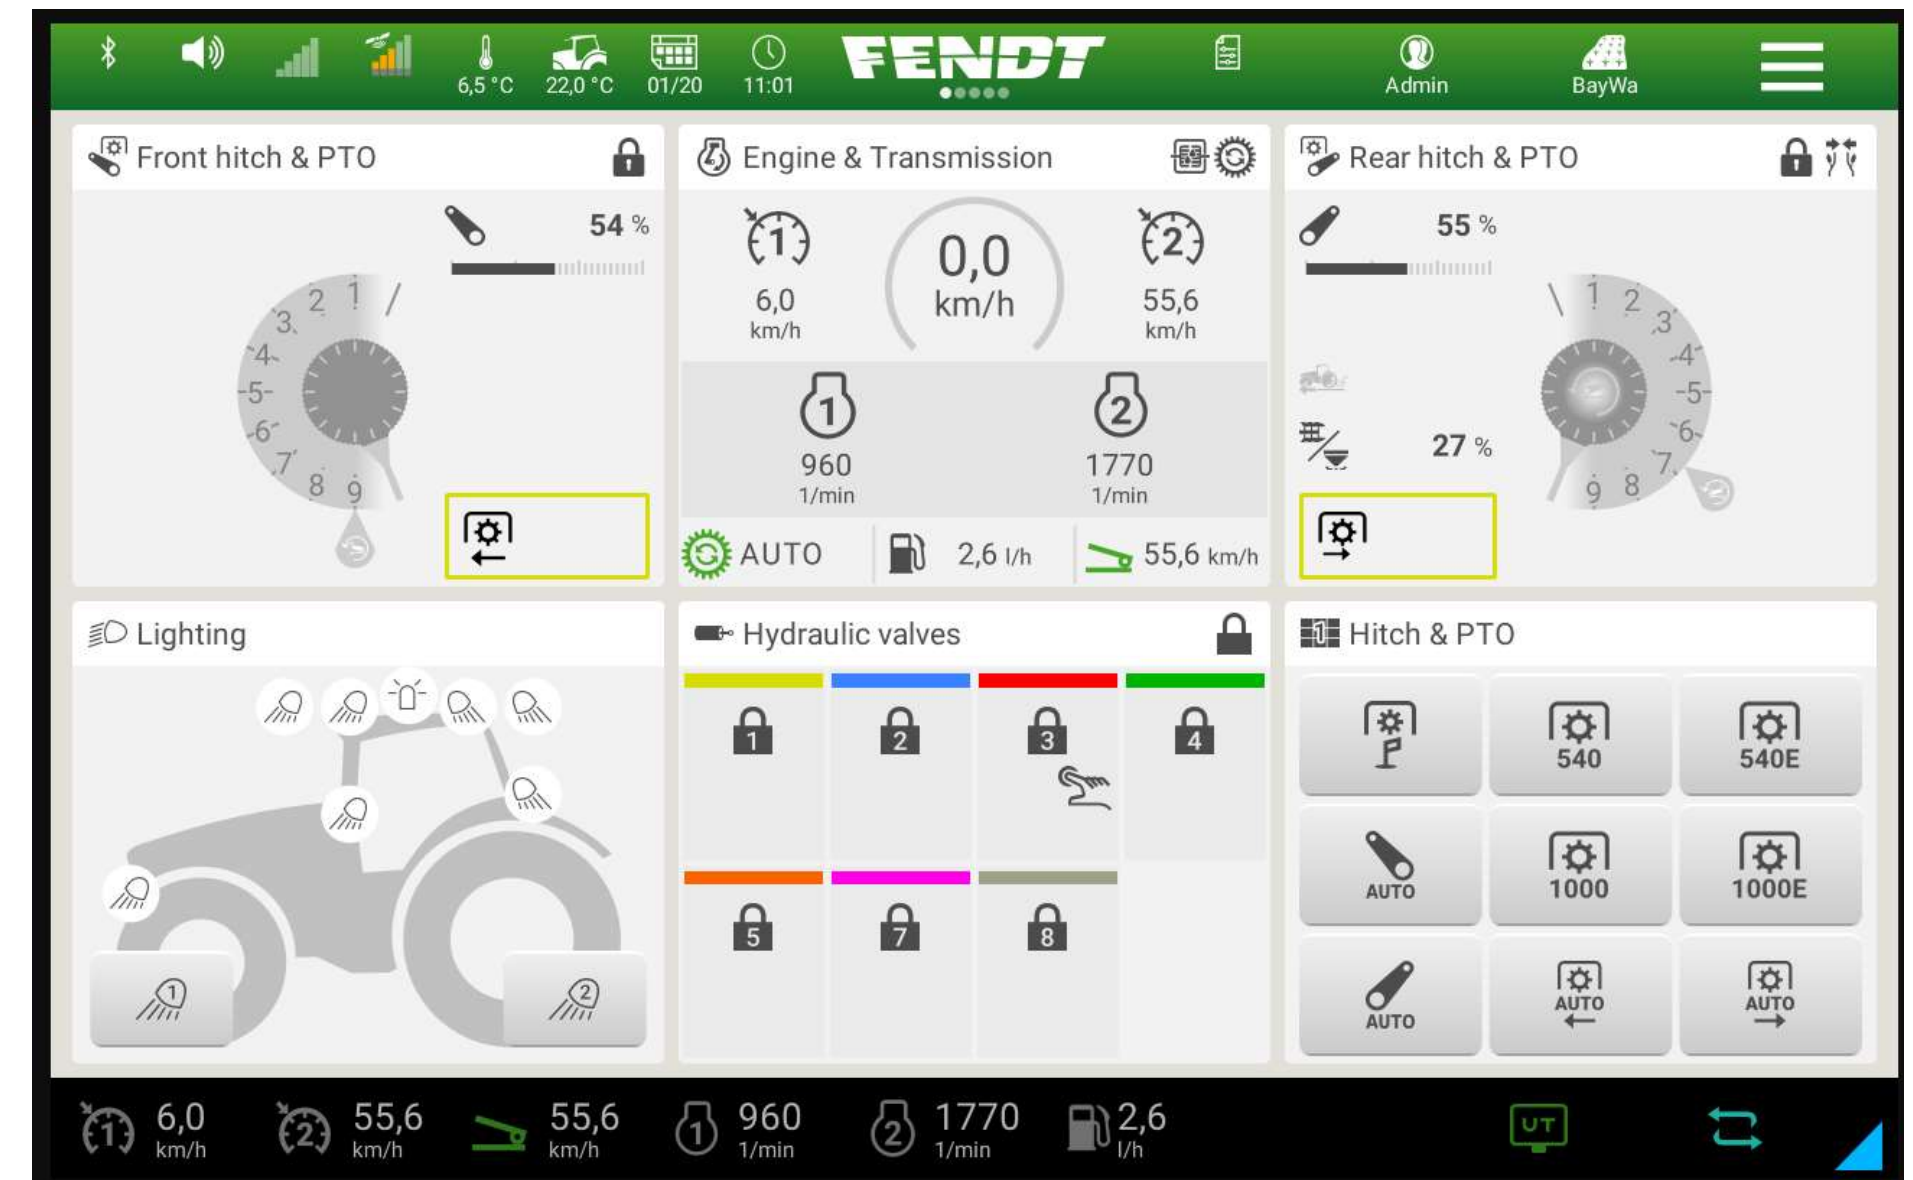 6,5 °C 22,0 °C 01/20 11:01 FENDT Admin BayWa
Front hitch & PTO
54 %
1
2
3
4
5
6
7
8
9
Engine & Transmission
1 0,0 2
6,0 km/h 55,6
km/h km/h
1 2
960 1770
1/min 1/min
AUTO 2,6 l/h 55,6 km/h
Rear hitch & PTO
55 %
1
2
3
4
5
6
7
8
9
27 %
Lighting
1 2
Hydraulic valves
1 2 3 4
5 7 8
1 Hitch & PTO
540 540E
AUTO 1000 1000E
AUTO AUTO AUTO
1 6,0 km/h 2 55,6 km/h 55,6 km/h 1 960 1/min 2 1770 1/min 2,6 l/h UT